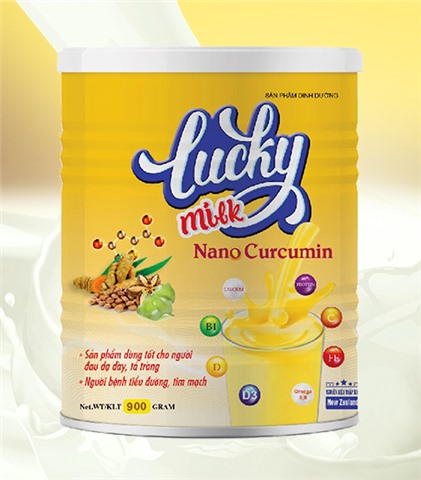 SẢN PHẨM DINH DƯỠNG
Lucky
milk
Nano Curcumin
CALCIUM
PROTEIN
B1
C
D
FIB
D3
Omega
3,6
• Sản phẩm dùng tốt cho người
đau dạ dày, tá tràng
• Người bệnh tiểu đường, tim mạch
Net.WT/KLT 900 GRAM
New Zealand